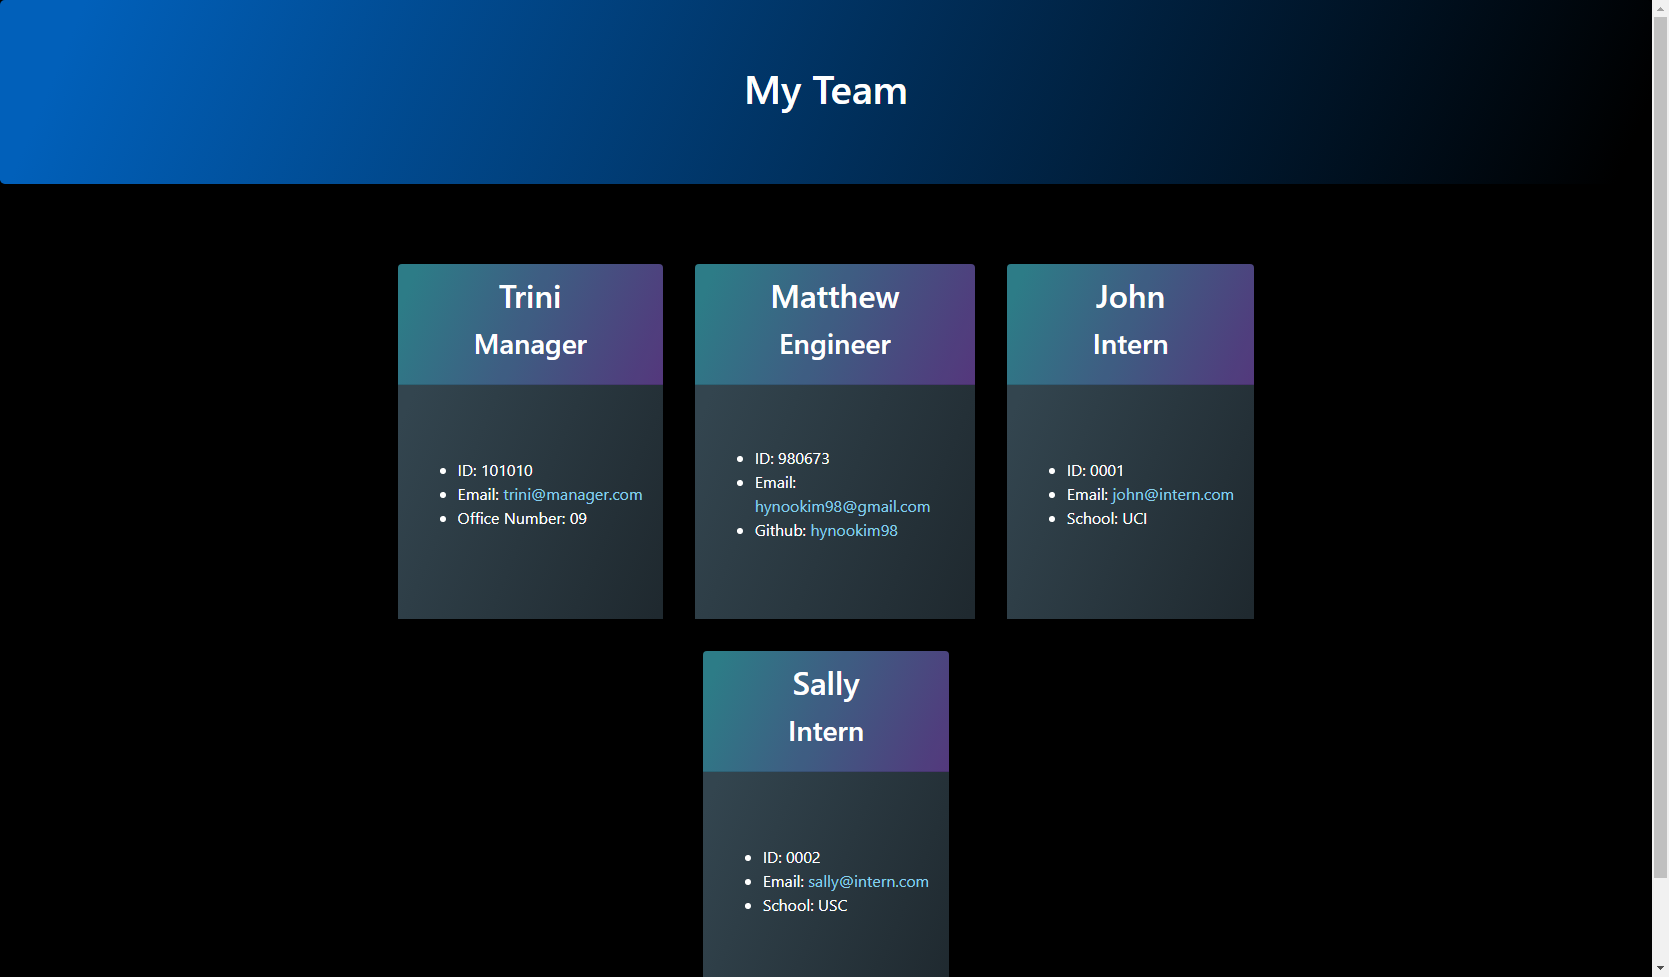 My Team
Trini
Manager
ID: 101010
Email: trini@manager.com
Office Number: 09
Matthew
Engineer
ID: 980673
Email:
hynookim98@gmail.com
Github: hynookim98
John
Intern
ID: 0001
Email: john@intern.com
School: UCI
Sally
Intern
ID: 0002
Email: sally@intern.com
School: USC